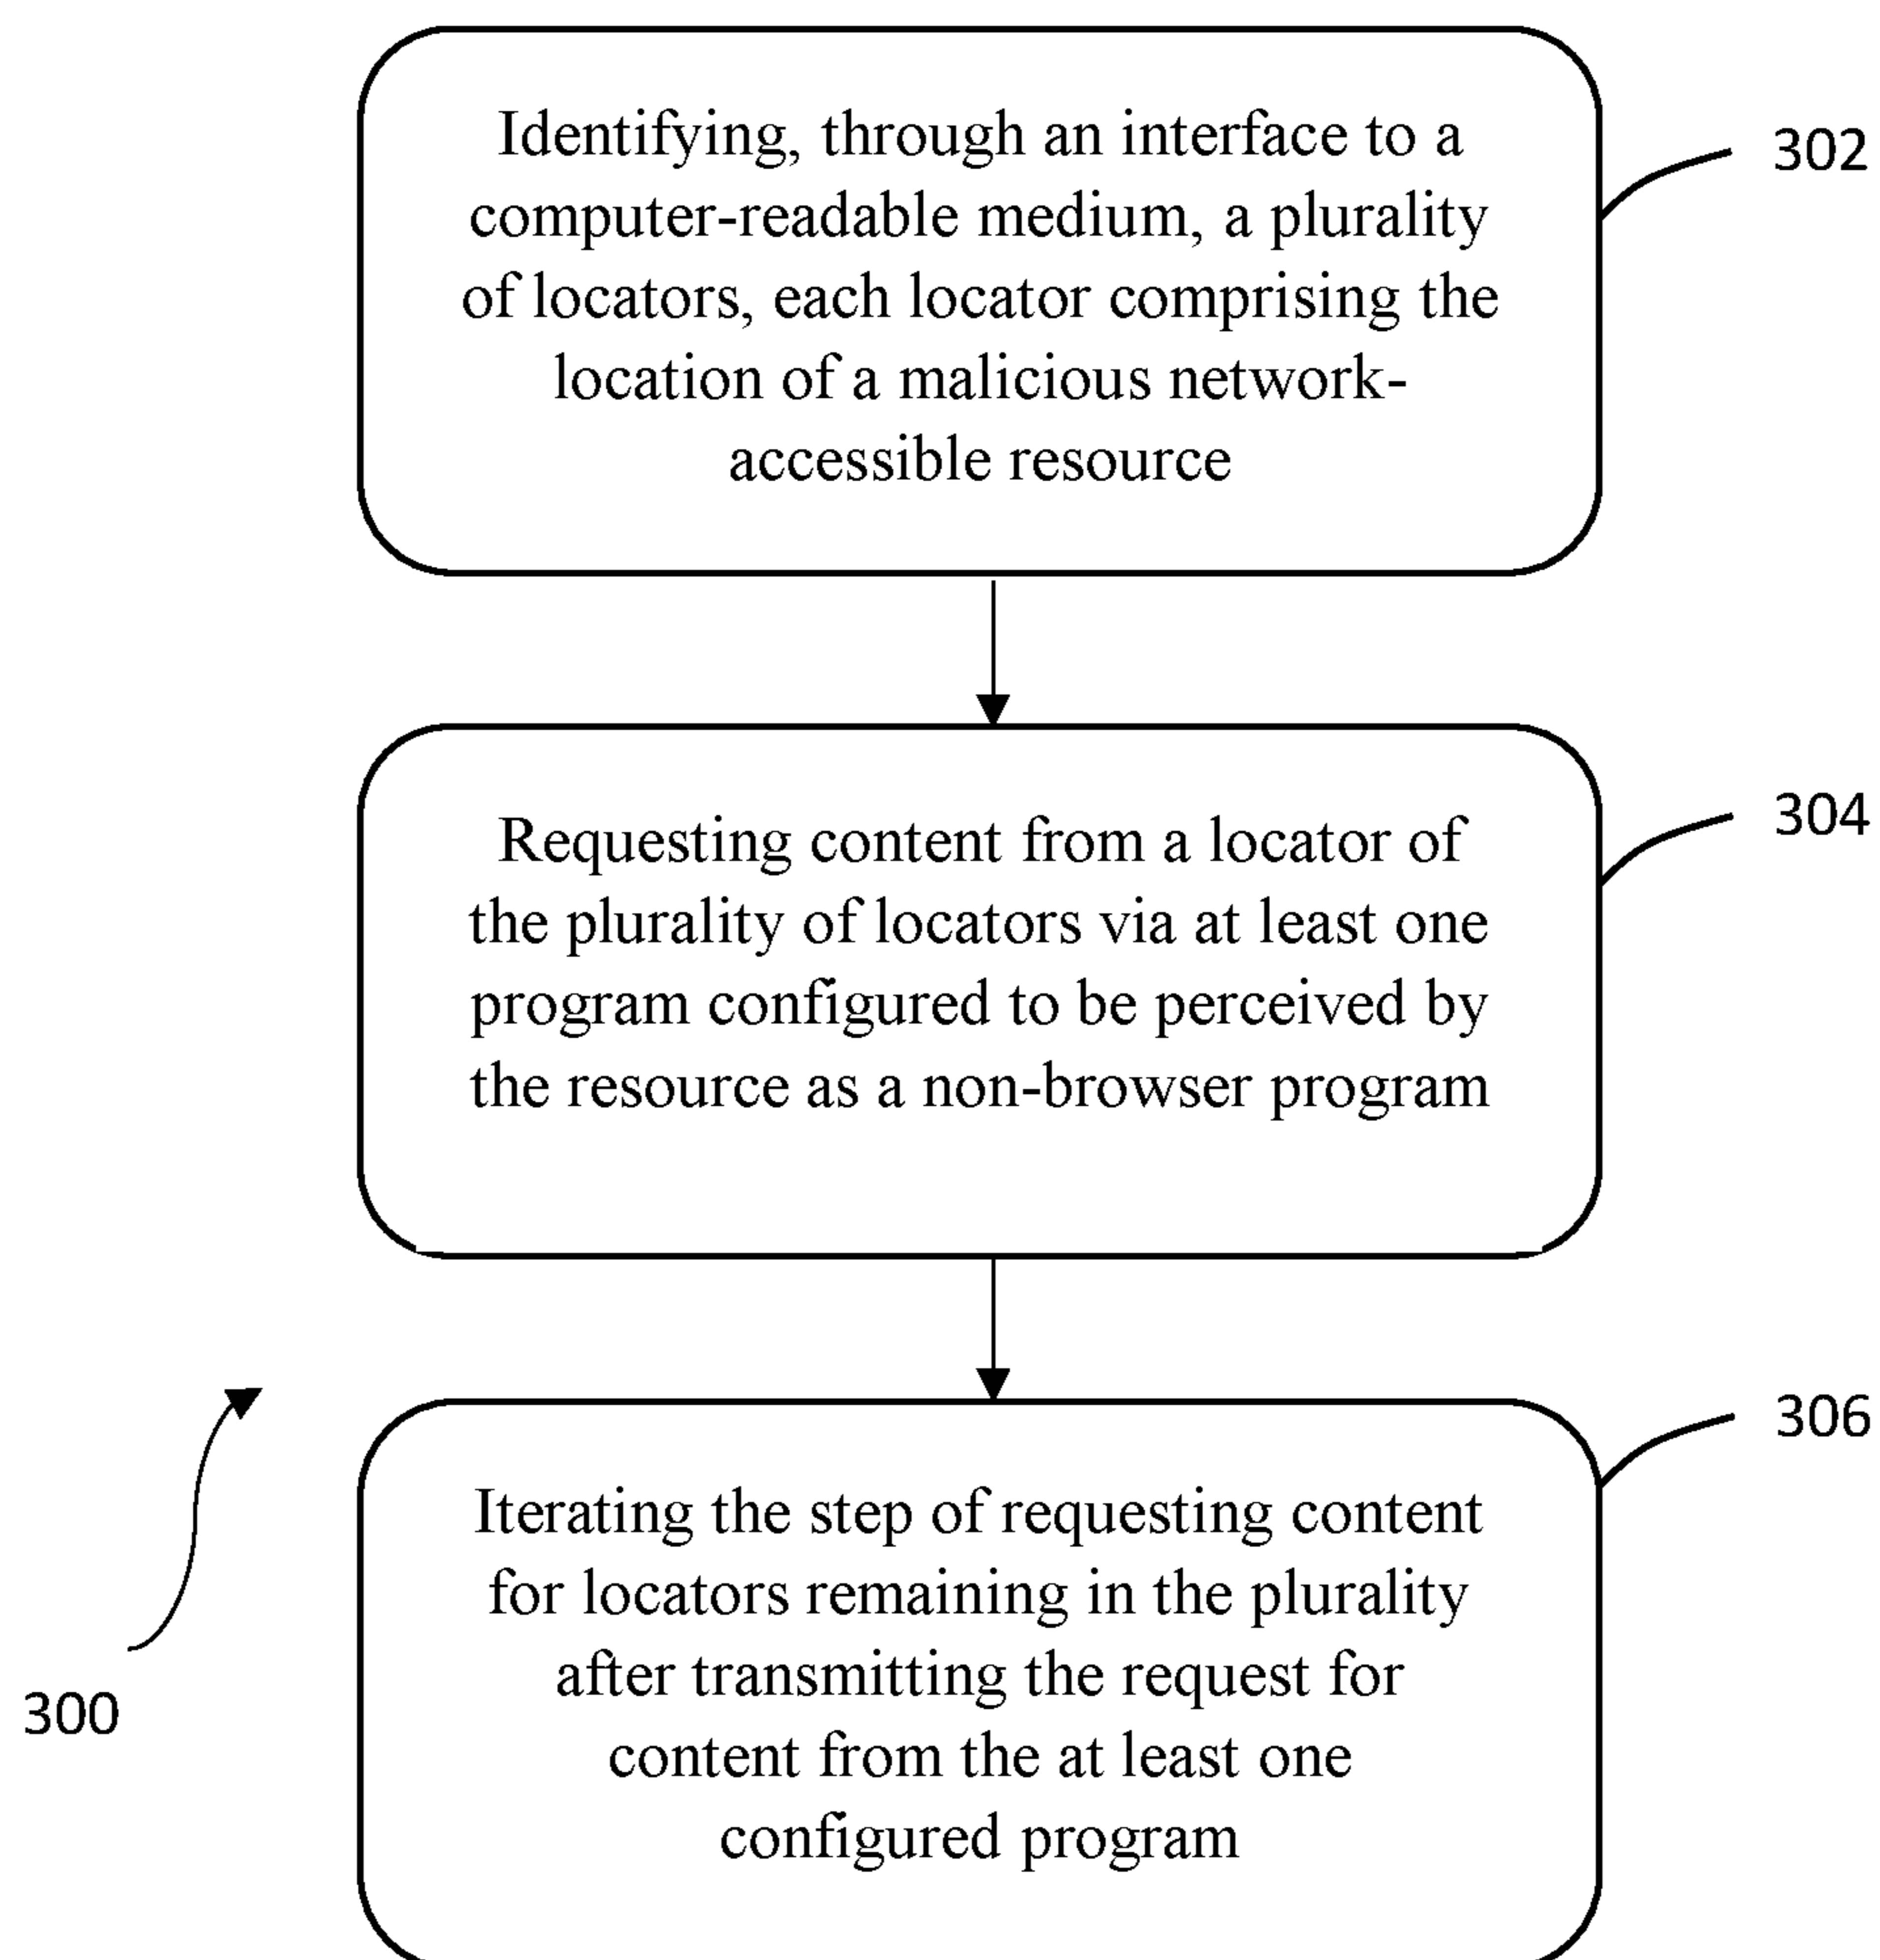 Identifying, through an interface to a
computer-readable medium, a plurality
of locators, each locator comprising the
location of a malicious network-
accessible resource
302
Requesting content from a locator of
the plurality of locators via at least one
program configured to be perceived by
the resource as a non-browser program
304
Iterating the step of requesting content
for locators remaining in the plurality
after transmitting the request for
content from the at least one
configured program
306
300